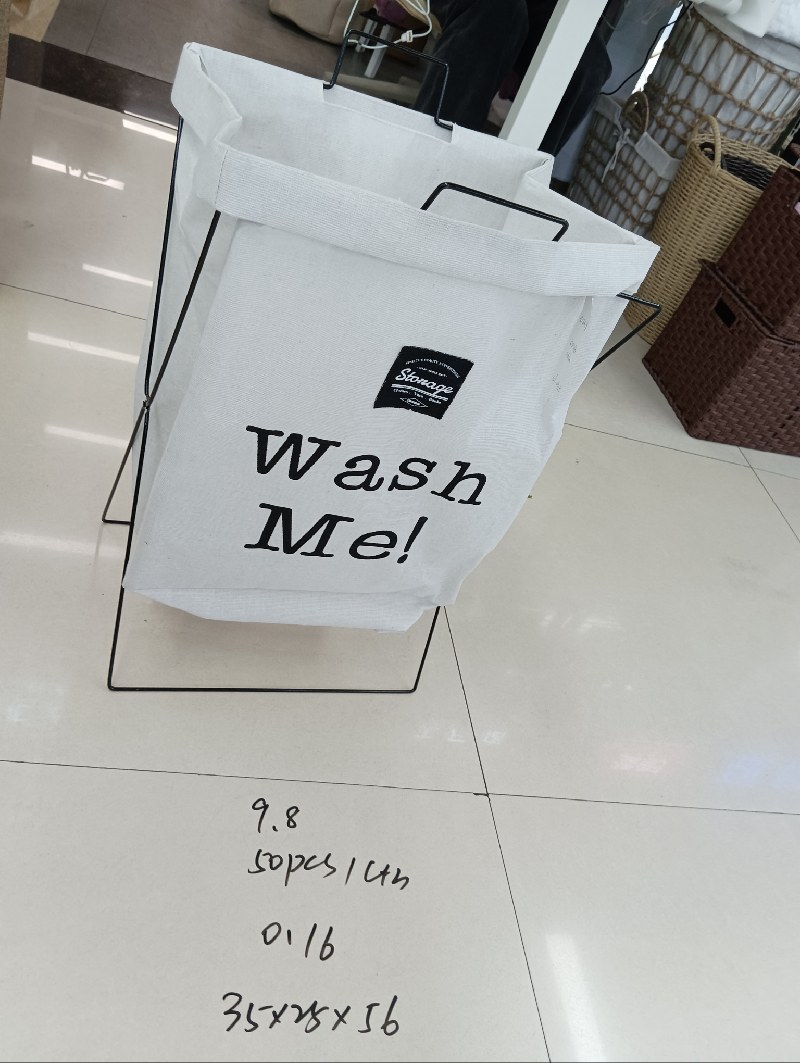 Storage
Wash
Me!
9.8
50pcs/ctn
0.16
35x28x56